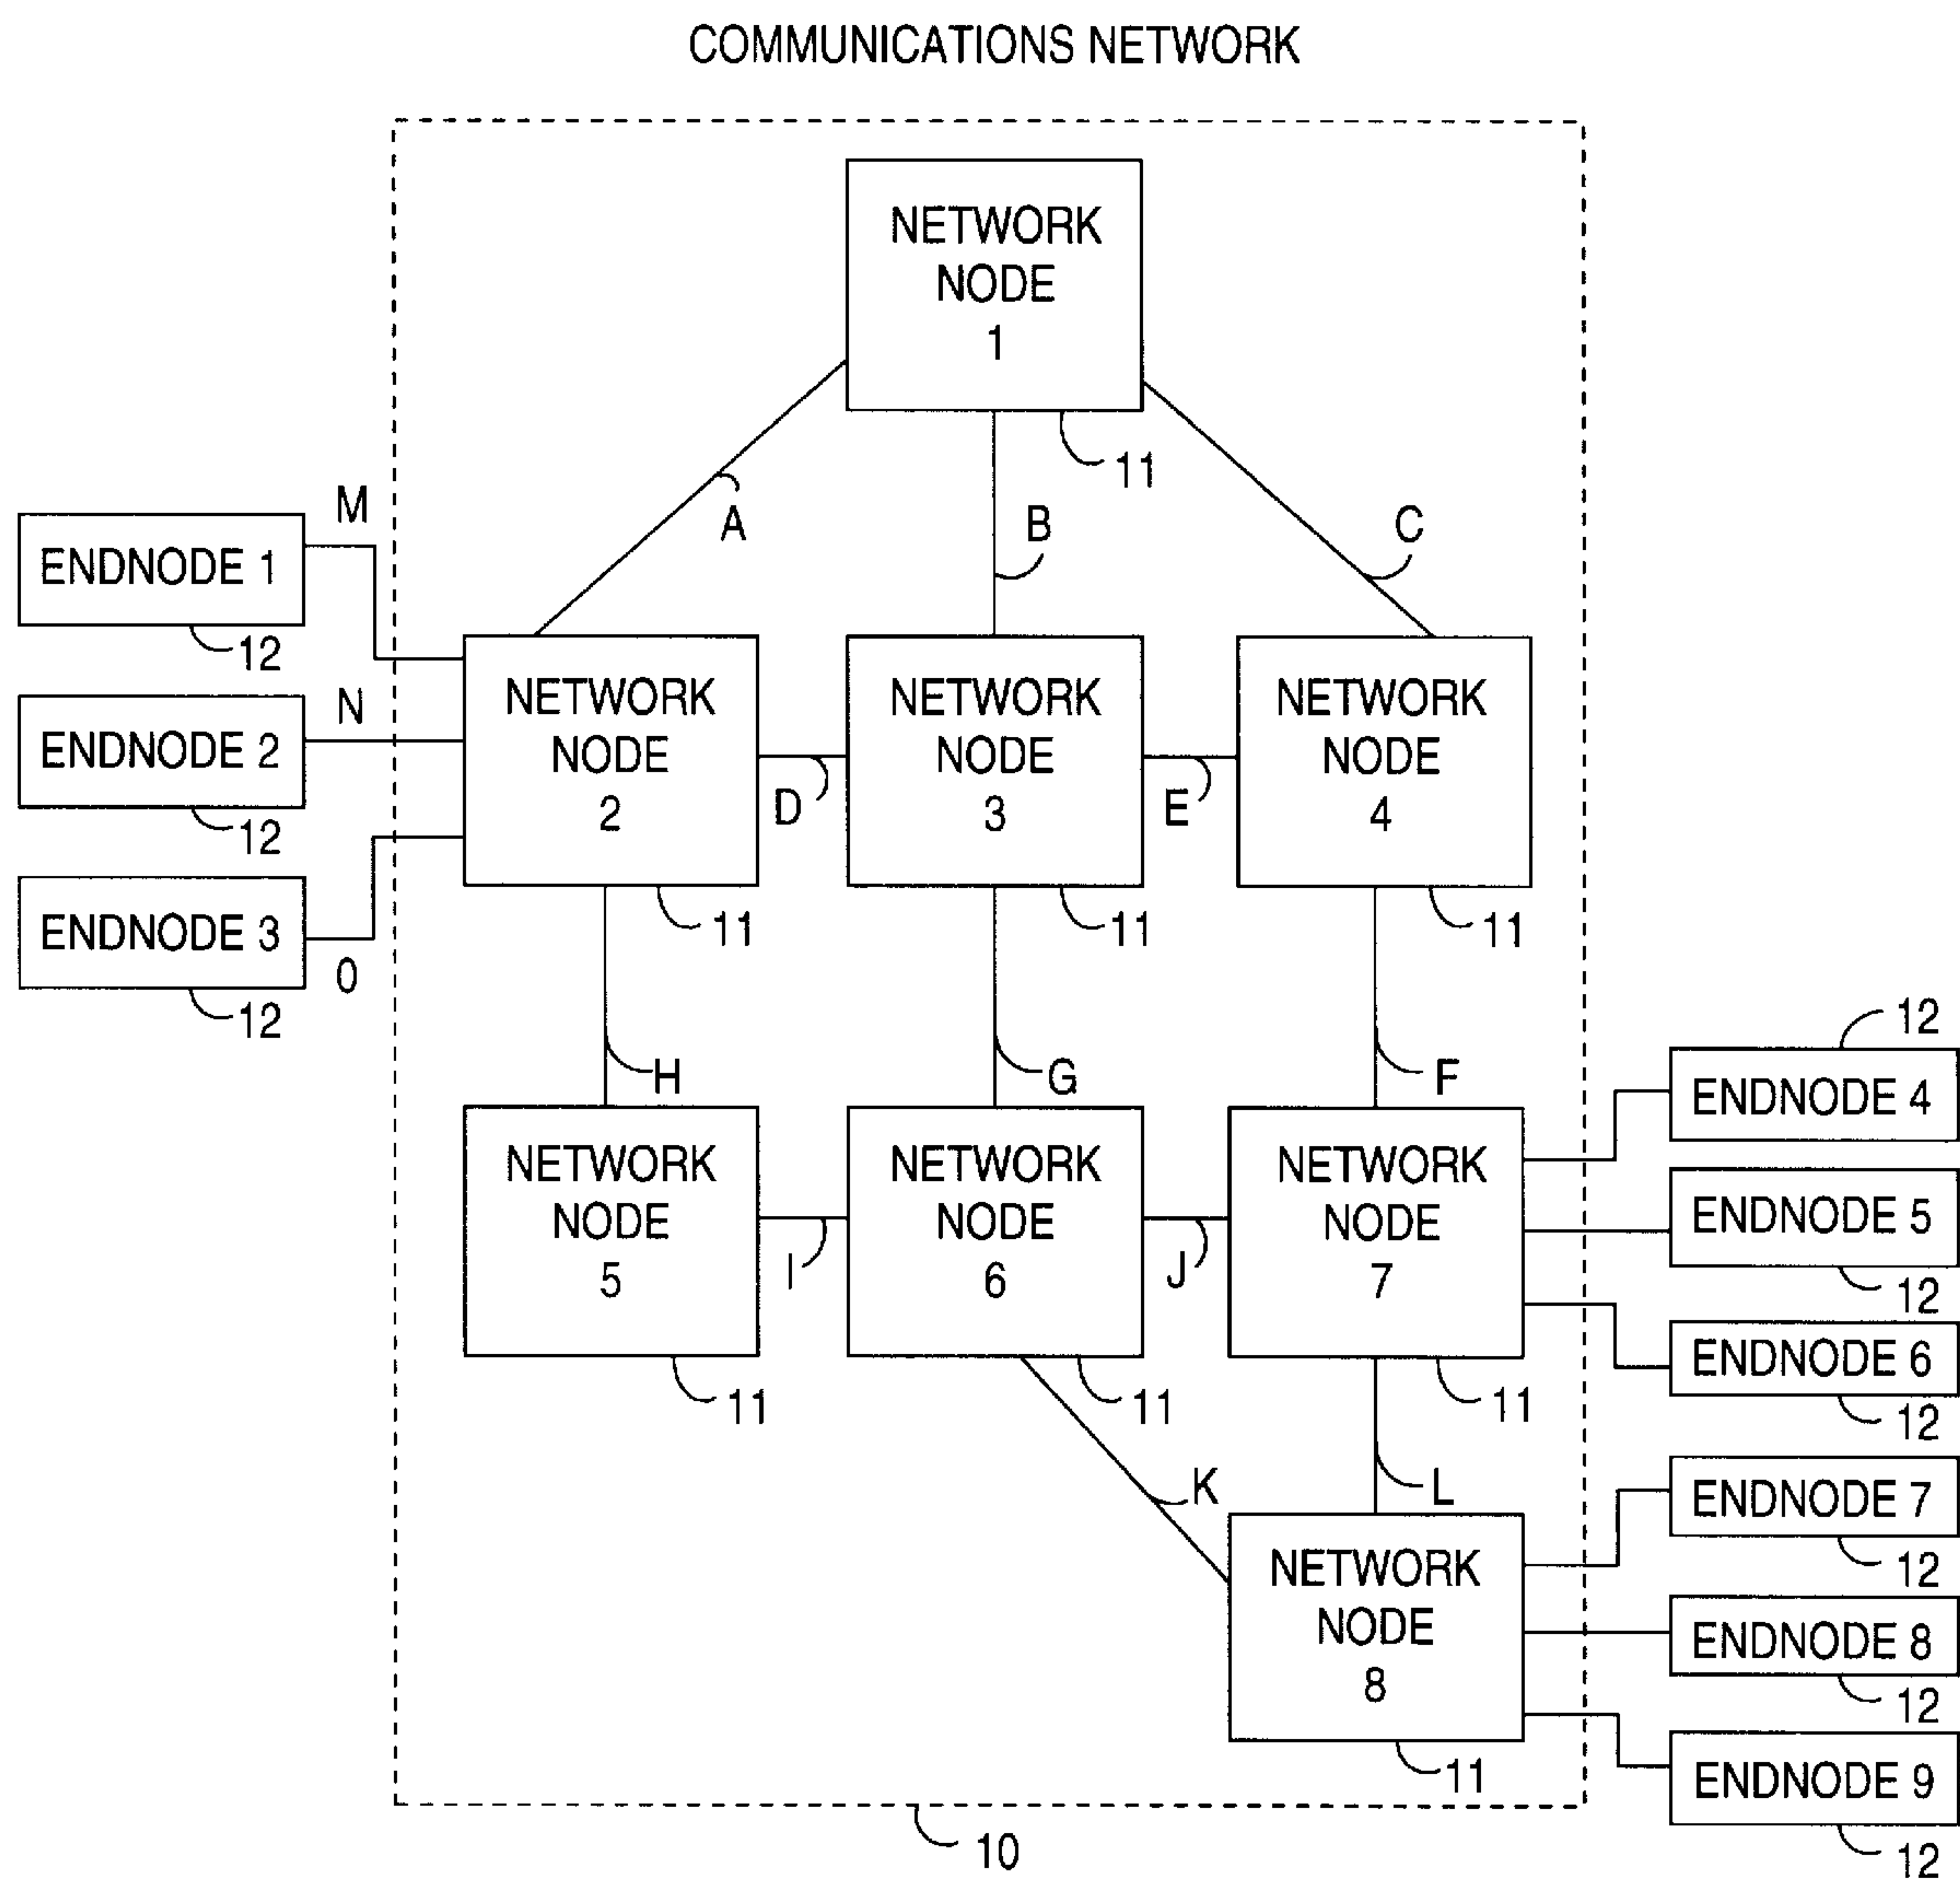 COMMUNICATIONS NETWORK
NETWORK
NODE
1
11
A
B
C
M
ENDNODE 1
12
N
ENDNODE 2
12
ENDNODE 3
O
12
NETWORK
NODE
2
11
D
NETWORK
NODE
3
11
E
NETWORK
NODE
4
11
H
G
F
NETWORK
NODE
5
11
I
NETWORK
NODE
6
11
J
NETWORK
NODE
7
11
12
ENDNODE 4
ENDNODE 5
12
ENDNODE 6
12
K
L
NETWORK
NODE
8
11
ENDNODE 7
12
ENDNODE 8
12
ENDNODE 9
12
10